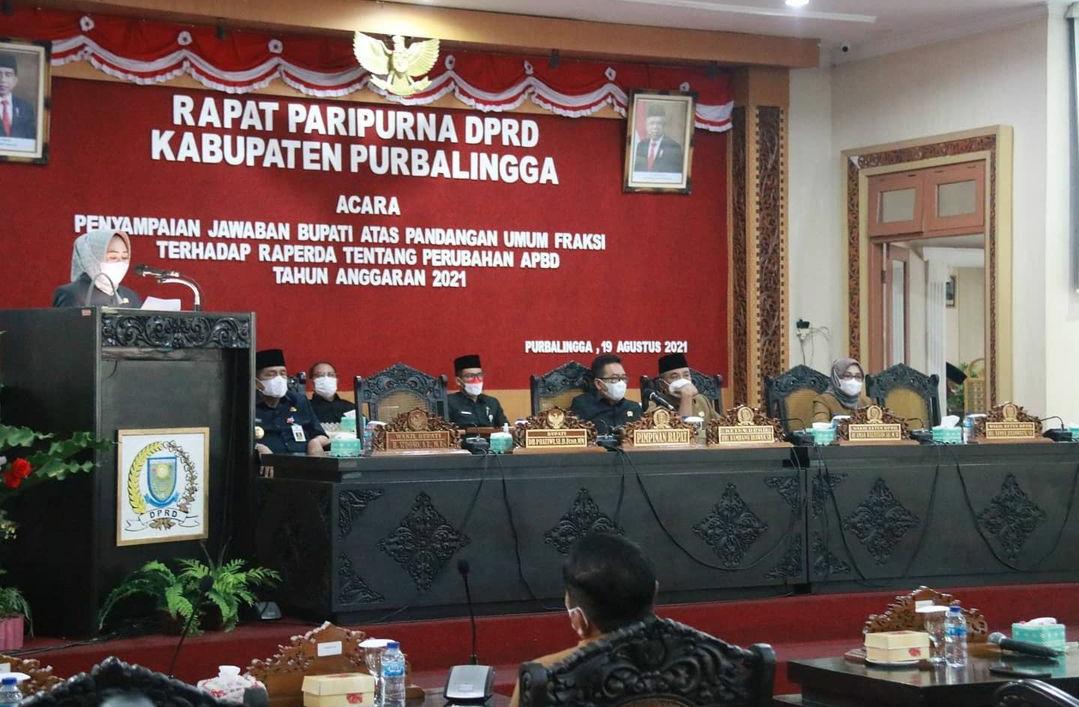 RAPAT PARIPURNA DPRD
KABUPATEN PURBALINGGA
ACARA
PENYAMPAIAN JAWABAN BUPATI ATAS PANDANGAN UMUM FRAKSI
TERHADAP RAPERDA TENTANG PERUBAHAN APBD
TAHUN ANGGARAN 2021
PURBALINGGA, 19 AGUSTUS 2021
DPRD
WAKIL BUPATI
PIMPINAN RAPAT